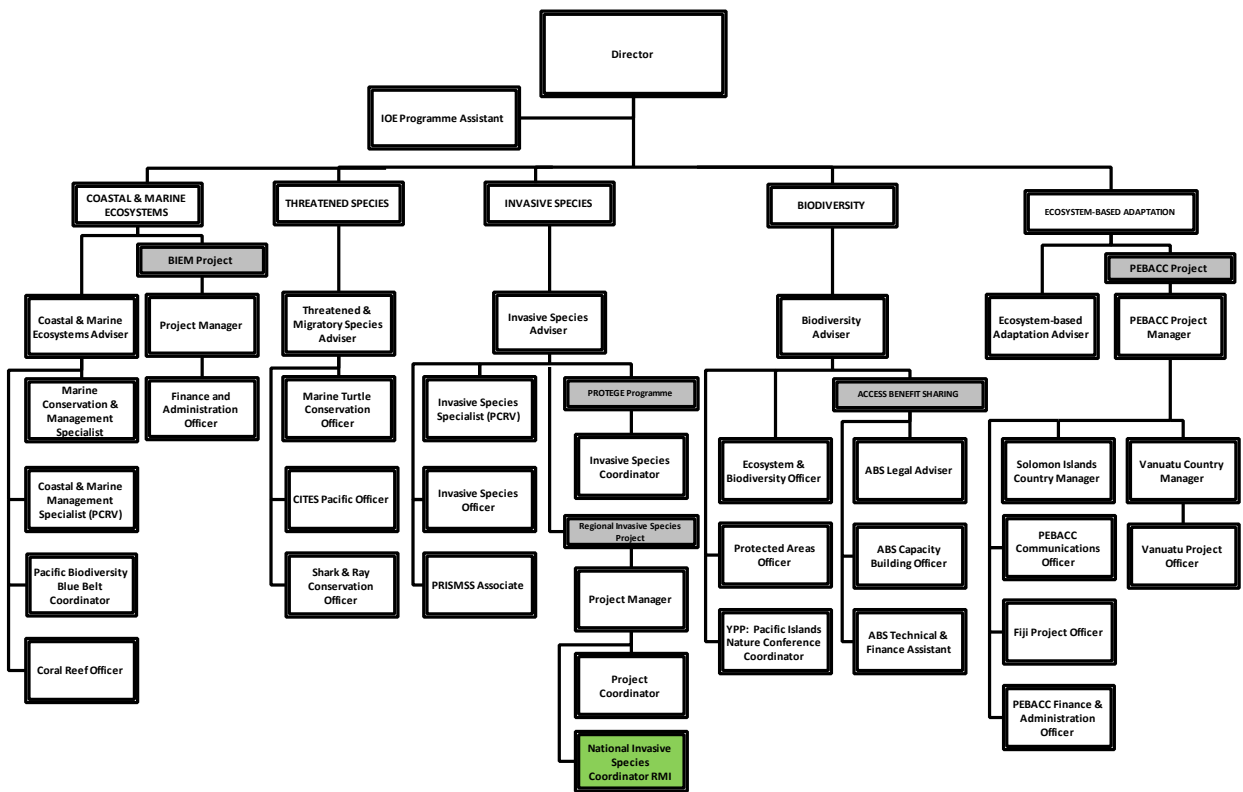 Director
IOE Programme Assistant
COASTAL & MARINE
ECOSYSTEMS
THREATENED SPECIES
INVASIVE SPECIES
BIODIVERSITY
ECOSYSTEM-BASED ADAPTATION
BIEM Project
PEBACC Project
Coastal & Marine
Ecosystems Adviser
Project Manager
Threatened &
Migratory Species
Adviser
Invasive Species
Adviser
Biodiversity
Adviser
Ecosystem-based
Adaptation Adviser
PEBACC Project
Manager
Marine
Conservation &
Management
Specialist
Finance and
Administration
Officer
Marine Turtle
Conservation
Officer
Invasive Species
Specialist (PCRV)
PROTEGE Programme
ACCESS BENEFIT SHARING
Coastal & Marine
Management
Specialist (PCRV)
CITES Pacific Officer
Invasive Species
Officer
Invasive Species
Coordinator
Ecosystem &
Biodiversity Officer
ABS Legal Adviser
Solomon Islands
Country Manager
Vanuatu Country
Manager
Regional Invasive Species
Project
Pacific Biodiversity
Blue Belt
Coordinator
Shark & Ray
Conservation
Officer
PRISMSS Associate
Project Manager
Protected Areas
Officer
ABS Capacity
Building Officer
PEBACC
Communications
Officer
Vanuatu Project
Officer
Coral Reef Officer
Project
Coordinator
YPP: Pacific Islands
Nature Conference
Coordinator
ABS Technical &
Finance Assistant
Fiji Project Officer
PEBACC Finance &
Administration
Officer
National Invasive
Species
Coordinator RMI